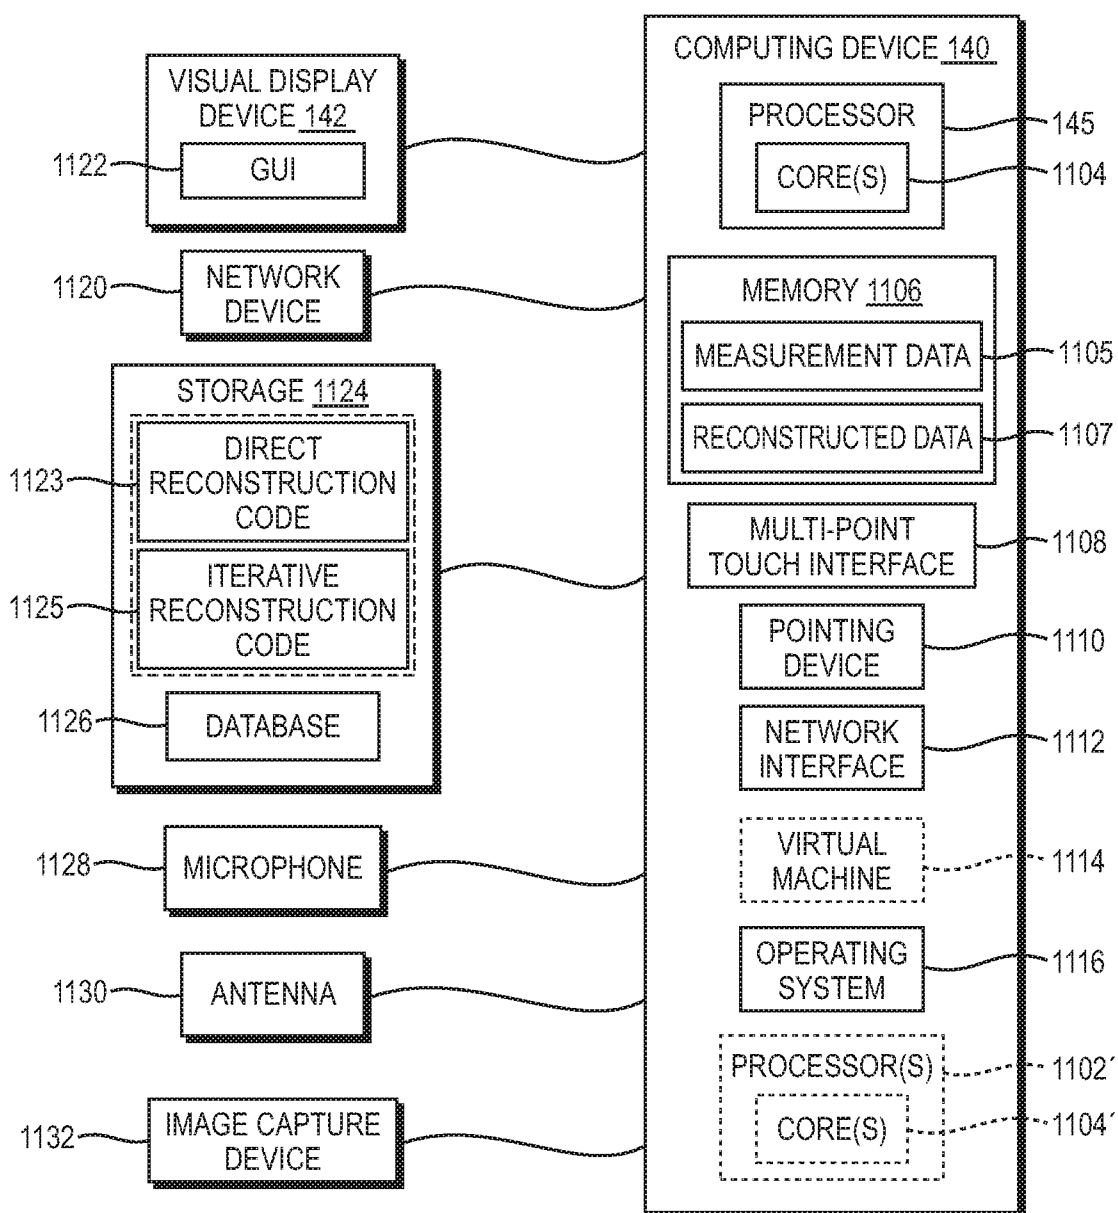 VISUAL DISPLAY
DEVICE 142
1122
GUI
1120
NETWORK
DEVICE
STORAGE 1124
1123
DIRECT
RECONSTRUCTION
CODE
1125
ITERATIVE
RECONSTRUCTION
CODE
1126
DATABASE
1128
MICROPHONE
1130
ANTENNA
1132
IMAGE CAPTURE
DEVICE
COMPUTING DEVICE 140
PROCESSOR
145
CORE(S)
1104
MEMORY 1106
MEASUREMENT DATA
1105
RECONSTRUCTED DATA
1107
MULTI-POINT
TOUCH INTERFACE
1108
POINTING
DEVICE
1110
NETWORK
INTERFACE
1112
VIRTUAL
MACHINE
1114
OPERATING
SYSTEM
1116
PROCESSOR(S)
1102´
CORE(S)
1104´